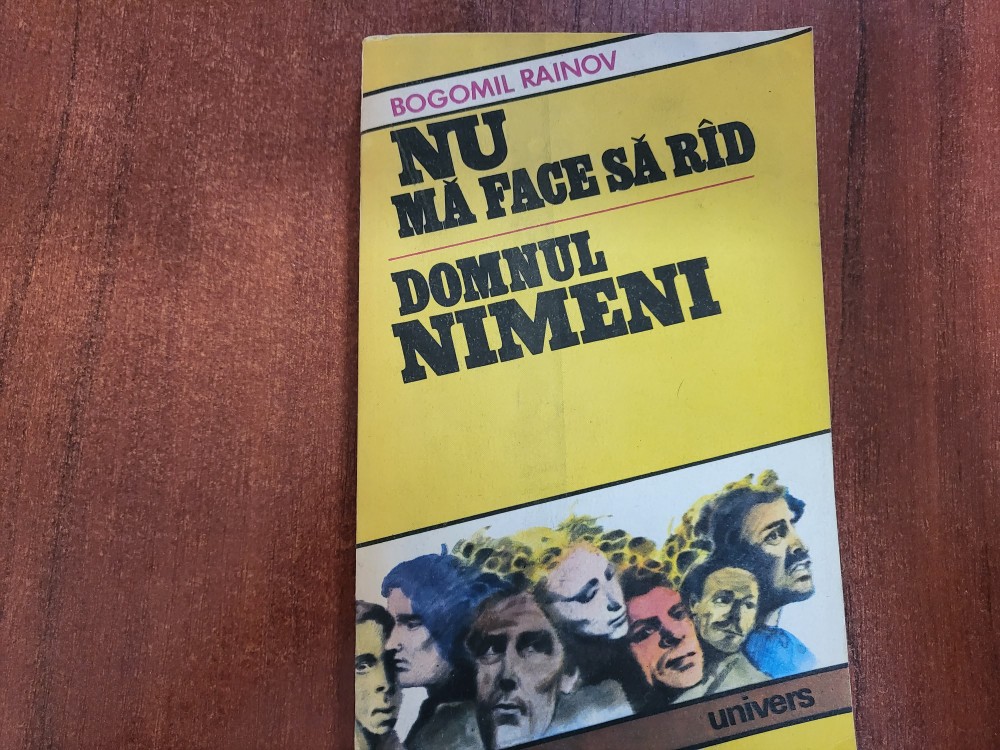 BOGOMIL RAINOV
NU
MĂ FACE SĂ RÎD
DOMNUL
NIMENI
univers